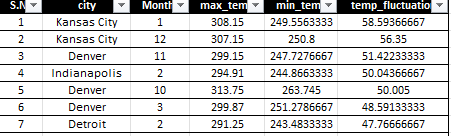 S.N city Month max_tem min_tem temp_fluctuation
1 Kansas City 1 308.15 249.5563333 58.59366667
2 Kansas City 12 307.15 250.8 56.35
3 Denver 11 299.15 247.7276667 51.42233333
4 Indianapolis 2 294.91 244.8663333 50.04366667
5 Denver 10 313.75 263.745 50.005
6 Denver 3 299.87 251.2786667 48.59133333
7 Detroit 2 291.25 243.4833333 47.76666667